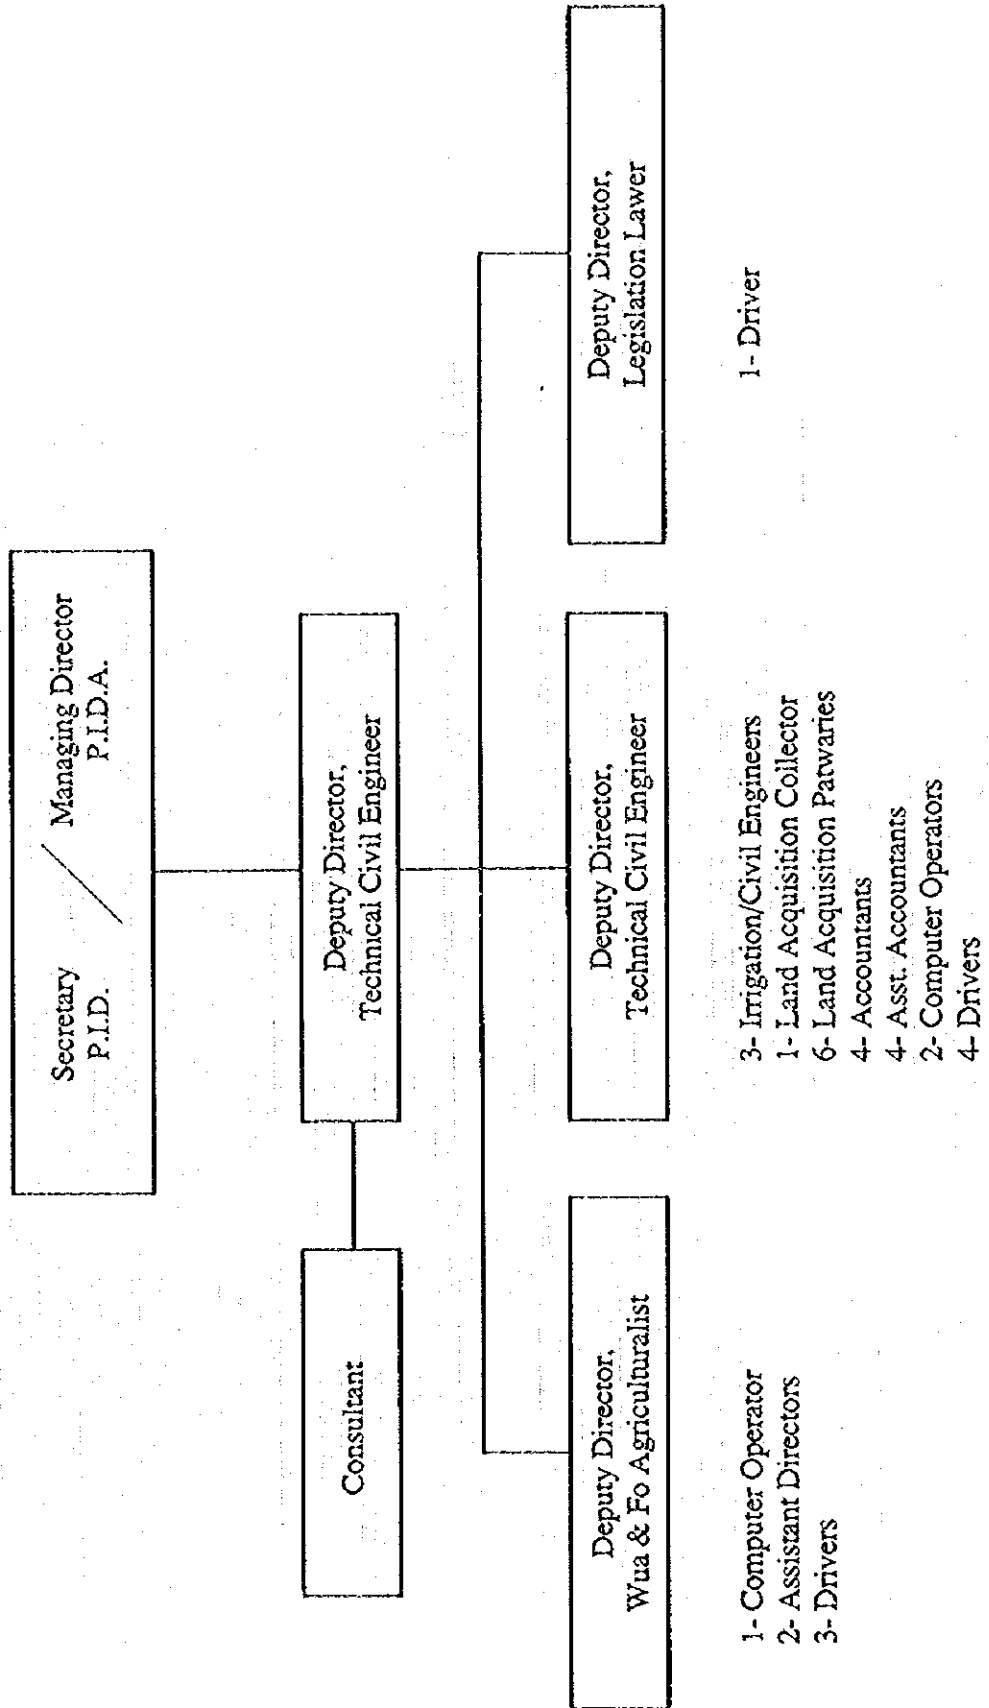 Secretary Managing Director
P.I.D. / P.I.D.A.
Consultant
Deputy Director,
Technical Civil Engineer
Deputy Director,
Wua & Fo Agriculturalist
Deputy Director,
Technical Civil Engineer
Deputy Director,
Legislation Lawer
1- Computer Operator
2- Assistant Directors
3- Drivers
3- Irrigation/Civil Engineers
1- Land Acquisition Collector
6- Land Acquisition Patwaries
4- Accountants
4- Asst. Accountants
2- Computer Operators
4- Drivers
1- Driver